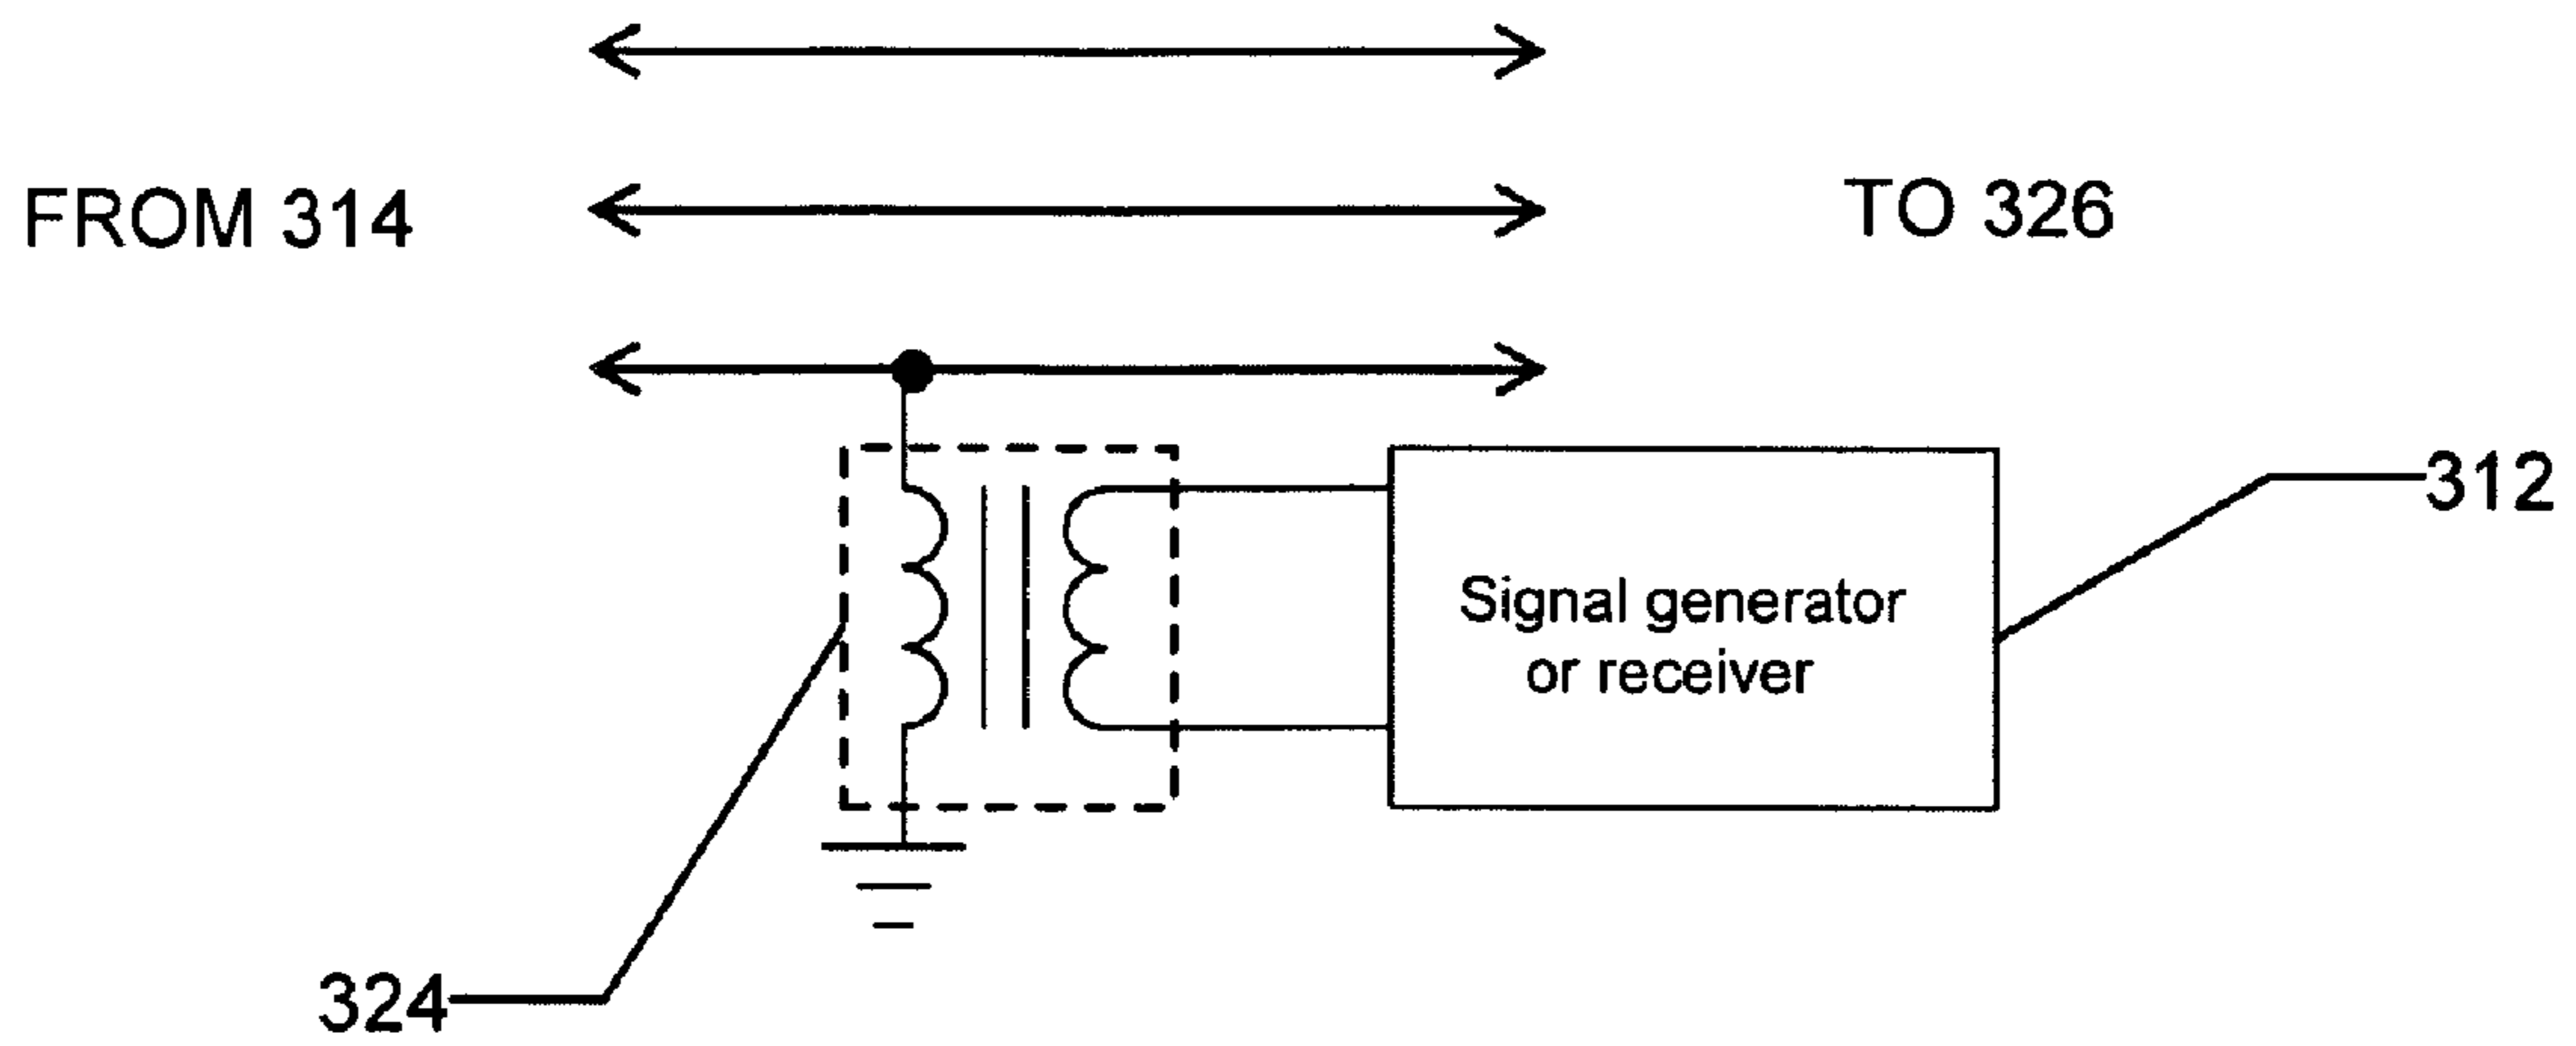 FROM 314
TO 326
312
Signal generator
or receiver
324